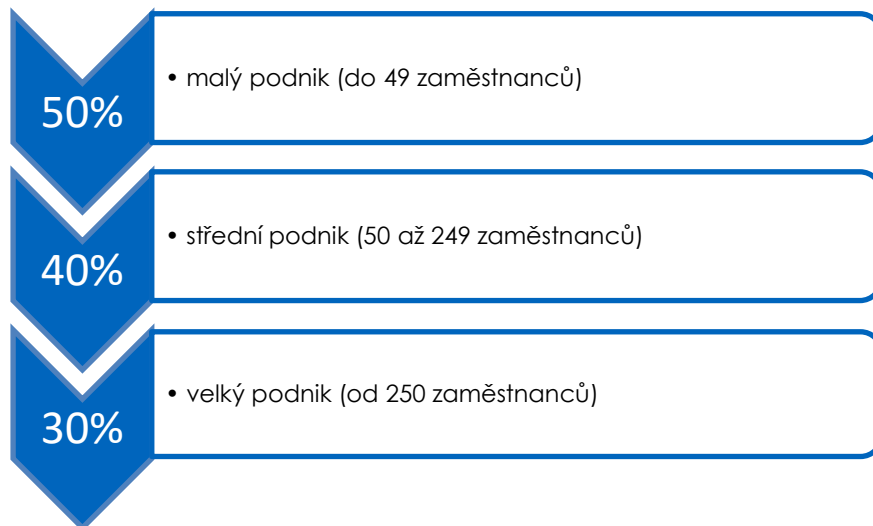 50%
• malý podnik (do 49 zaměstnanců)
40%
• střední podnik (50 až 249 zaměstnanců)
30%
• velký podnik (od 250 zaměstnanců)